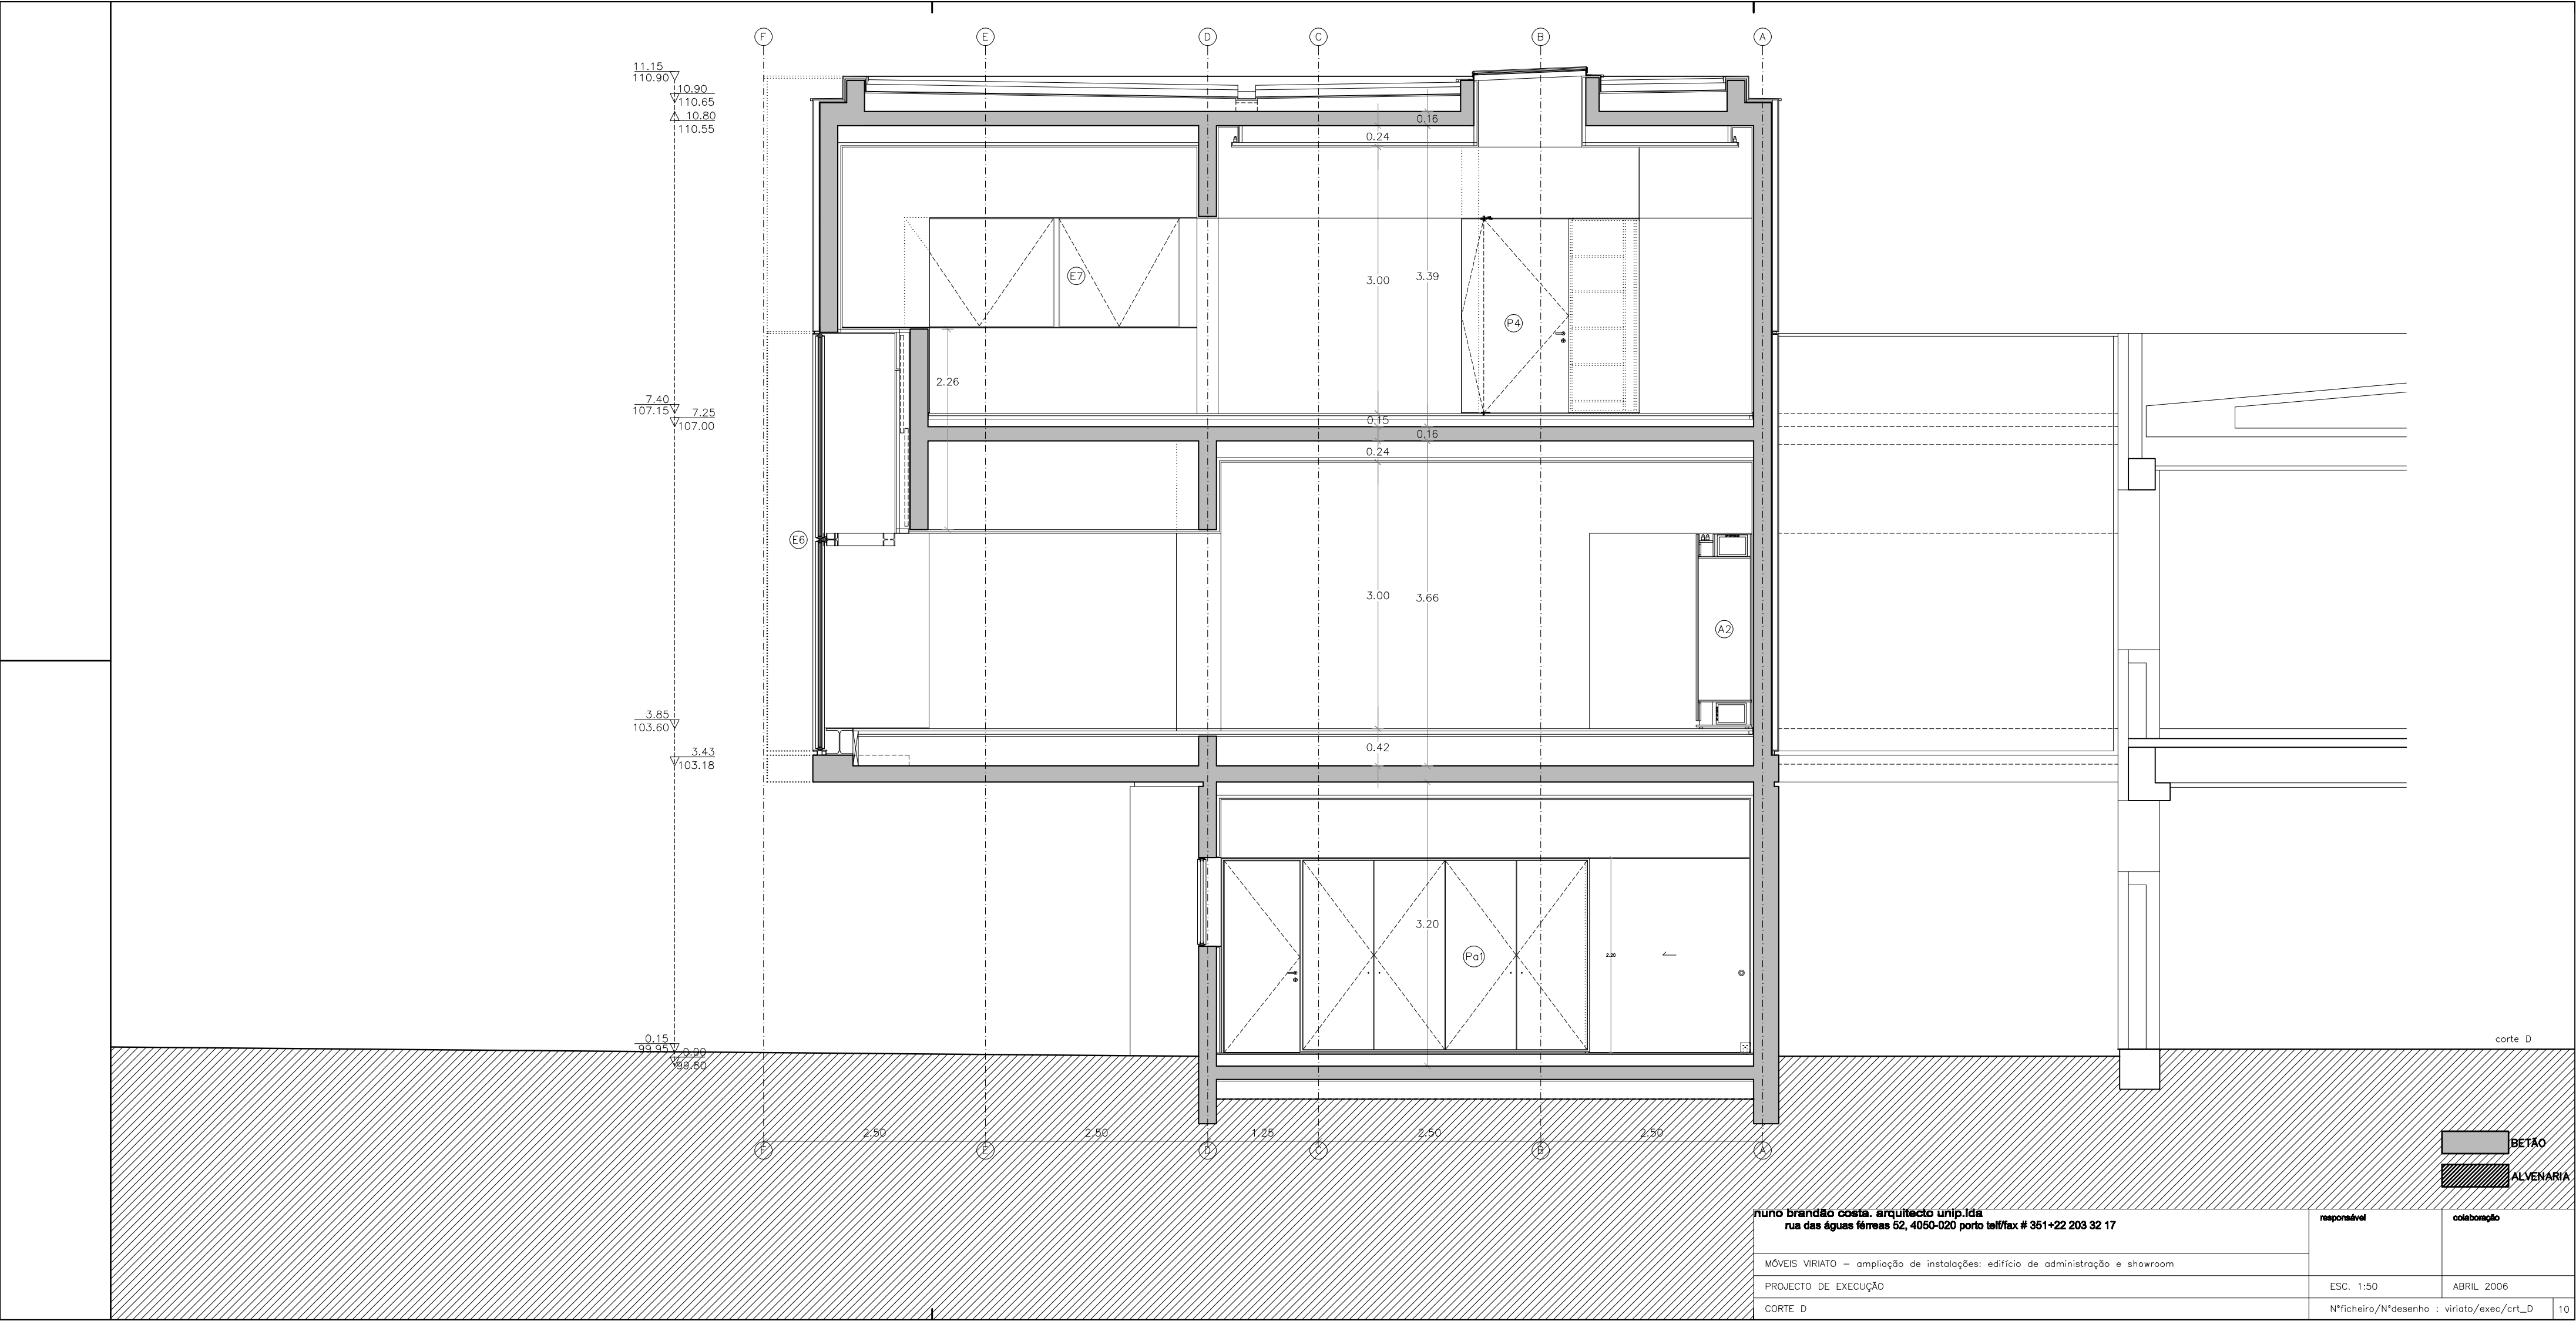 F E D C B A
11.15
110.90
10.90
110.65
10.80
110.55
0.16
0.24
E7
3.00 3.39
P4
2.26
7.40
107.15
7.25
107.00
0.15
0.16
0.24
E6
3.00 3.66
A2
3.85
103.60
3.43
103.18
0.42
3.20
Pa1
2.20
0.15
99.95
0.00
99.80
corte D
2.50 2.50 1.25 2.50 2.50
F E D C B A
BETÃO
ALVENARIA
nuno brandão costa. arquitecto unip.lda
rua das águas férreas 52, 4050-020 porto telf/fax # 351+22 203 32 17
responsável colaboração
MÓVEIS VIRIATO – ampliação de instalações: edifício de administração e showroom
PROJECTO DE EXECUÇÃO ESC. 1:50 ABRIL 2006
CORTE D N°ficheiro/N°desenho : viriato/exec/crt_D 10